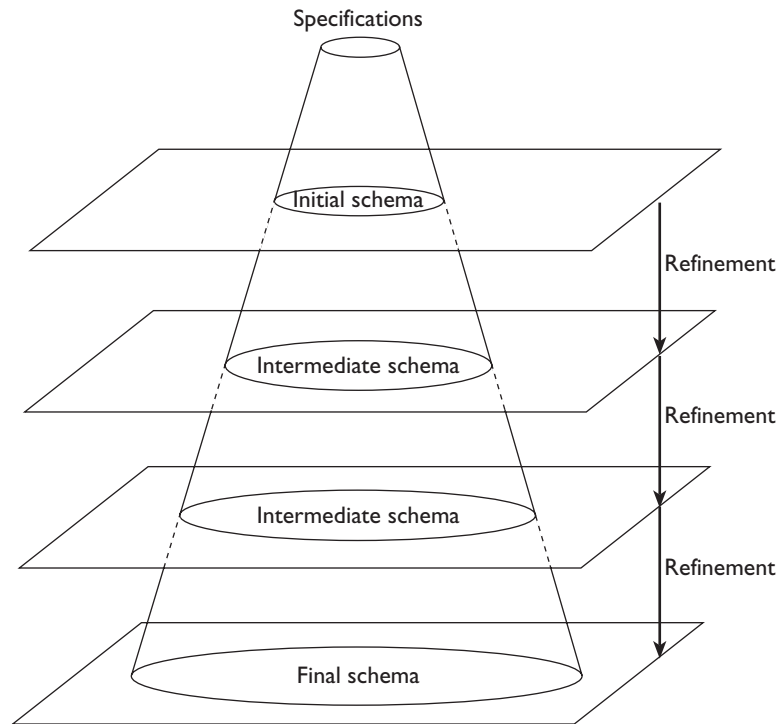 Specifications
Initial schema
Refinement
Intermediate schema
Refinement
Intermediate schema
Refinement
Final schema